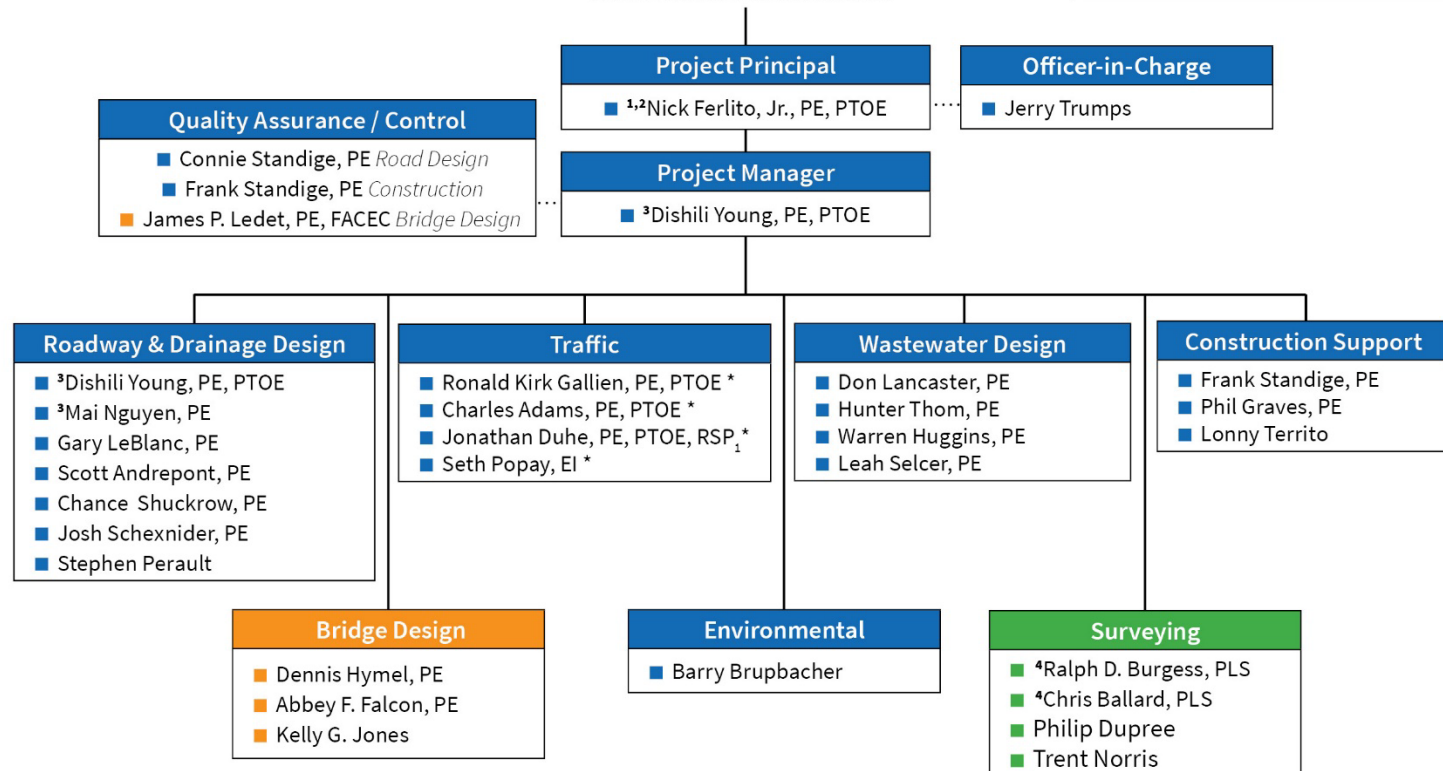 Project Principal
¹,²Nick Ferlito, Jr., PE, PTOE
Officer-in-Charge
Jerry Trumps
Quality Assurance / Control
Connie Standige, PE Road Design
Frank Standige, PE Construction
James P. Ledet, PE, FACEC Bridge Design
Project Manager
³Dishili Young, PE, PTOE
Roadway & Drainage Design
³Dishili Young, PE, PTOE
³Mai Nguyen, PE
Gary LeBlanc, PE
Scott Andrepont, PE
Chance Shuckrow, PE
Josh Schexnider, PE
Stephen Perault
Traffic
Ronald Kirk Gallien, PE, PTOE *
Charles Adams, PE, PTOE *
Jonathan Duhe, PE, PTOE, RSP₁*
Seth Popay, EI *
Wastewater Design
Don Lancaster, PE
Hunter Thom, PE
Warren Huggins, PE
Leah Selcer, PE
Construction Support
Frank Standige, PE
Phil Graves, PE
Lonny Territo
Bridge Design
Dennis Hymel, PE
Abbey F. Falcon, PE
Kelly G. Jones
Environmental
Barry Brupbacher
Surveying
⁴Ralph D. Burgess, PLS
⁴Chris Ballard, PLS
Philip Dupree
Trent Norris